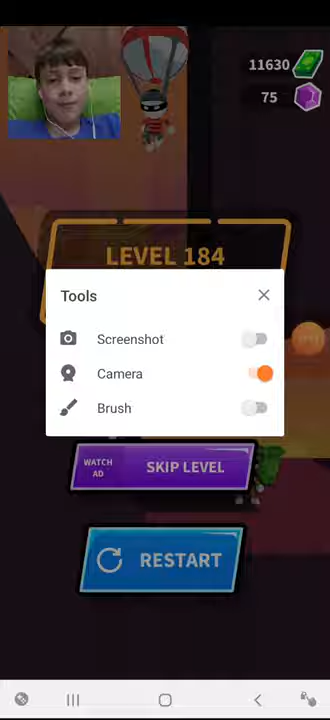 11630
75
LEVEL 184
Tools
Screenshot
Camera
Brush
WATCH AD
SKIP LEVEL
RESTART